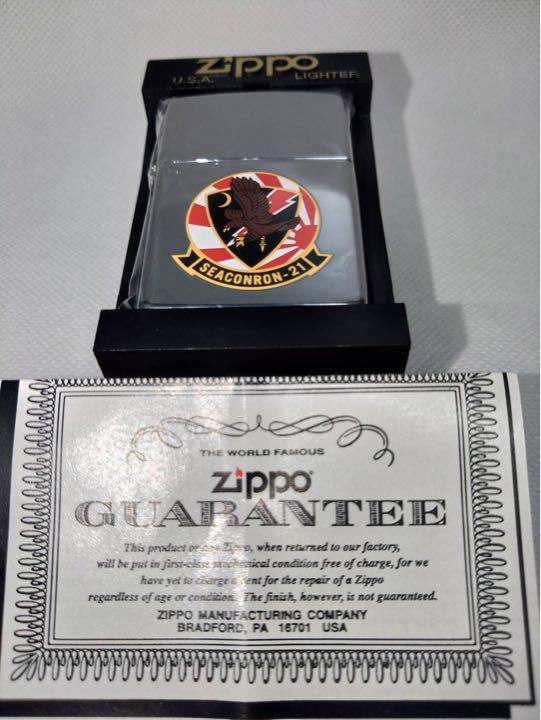 Zippo
U.S.A. LIGHTER
SEACONRON-21
THE WORLD FAMOUS
Zippo®
GUARANTEE
This product or any Zippo, when returned to our factory,
will be put in first-class mechanical condition free of charge, for we
have yet to charge a cent for the repair of a Zippo
regardless of age or condition. The finish, however, is not guaranteed.
ZIPPO MANUFACTURING COMPANY
BRADFORD, PA 16701 USA